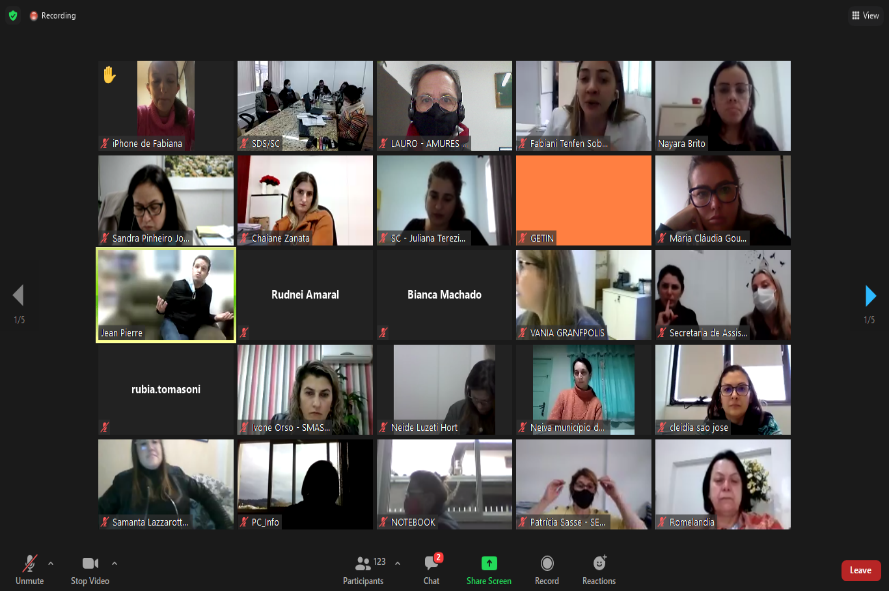 Recording
View
iPhone de Fabiana
SDS/SC
LAURO - AMURES
Fabiani Tenfen Sob...
Nayara Brito
Sandra Pinheiro Jo...
Chaiane Zanata
SC - Juliana Terezi...
GETIN
Maria Cláudia Gou...
Jean Pierre
Rudnei Amaral
Bianca Machado
VANIA GRANFPOLIS
Secretaria de Assis...
1/5
1/5
rubia.tomasoni
Ivone Orso - SMAS...
Neide Luzeti Hort
Neiva municipio d...
cleidia sao jose
Samanta Lazzarott...
PC_Info
NOTEBOOK
Patricia Sasse - SE...
Romelandia
Unmute
Stop Video
Participants
123
Chat
2
Share Screen
Record
Reactions
Leave